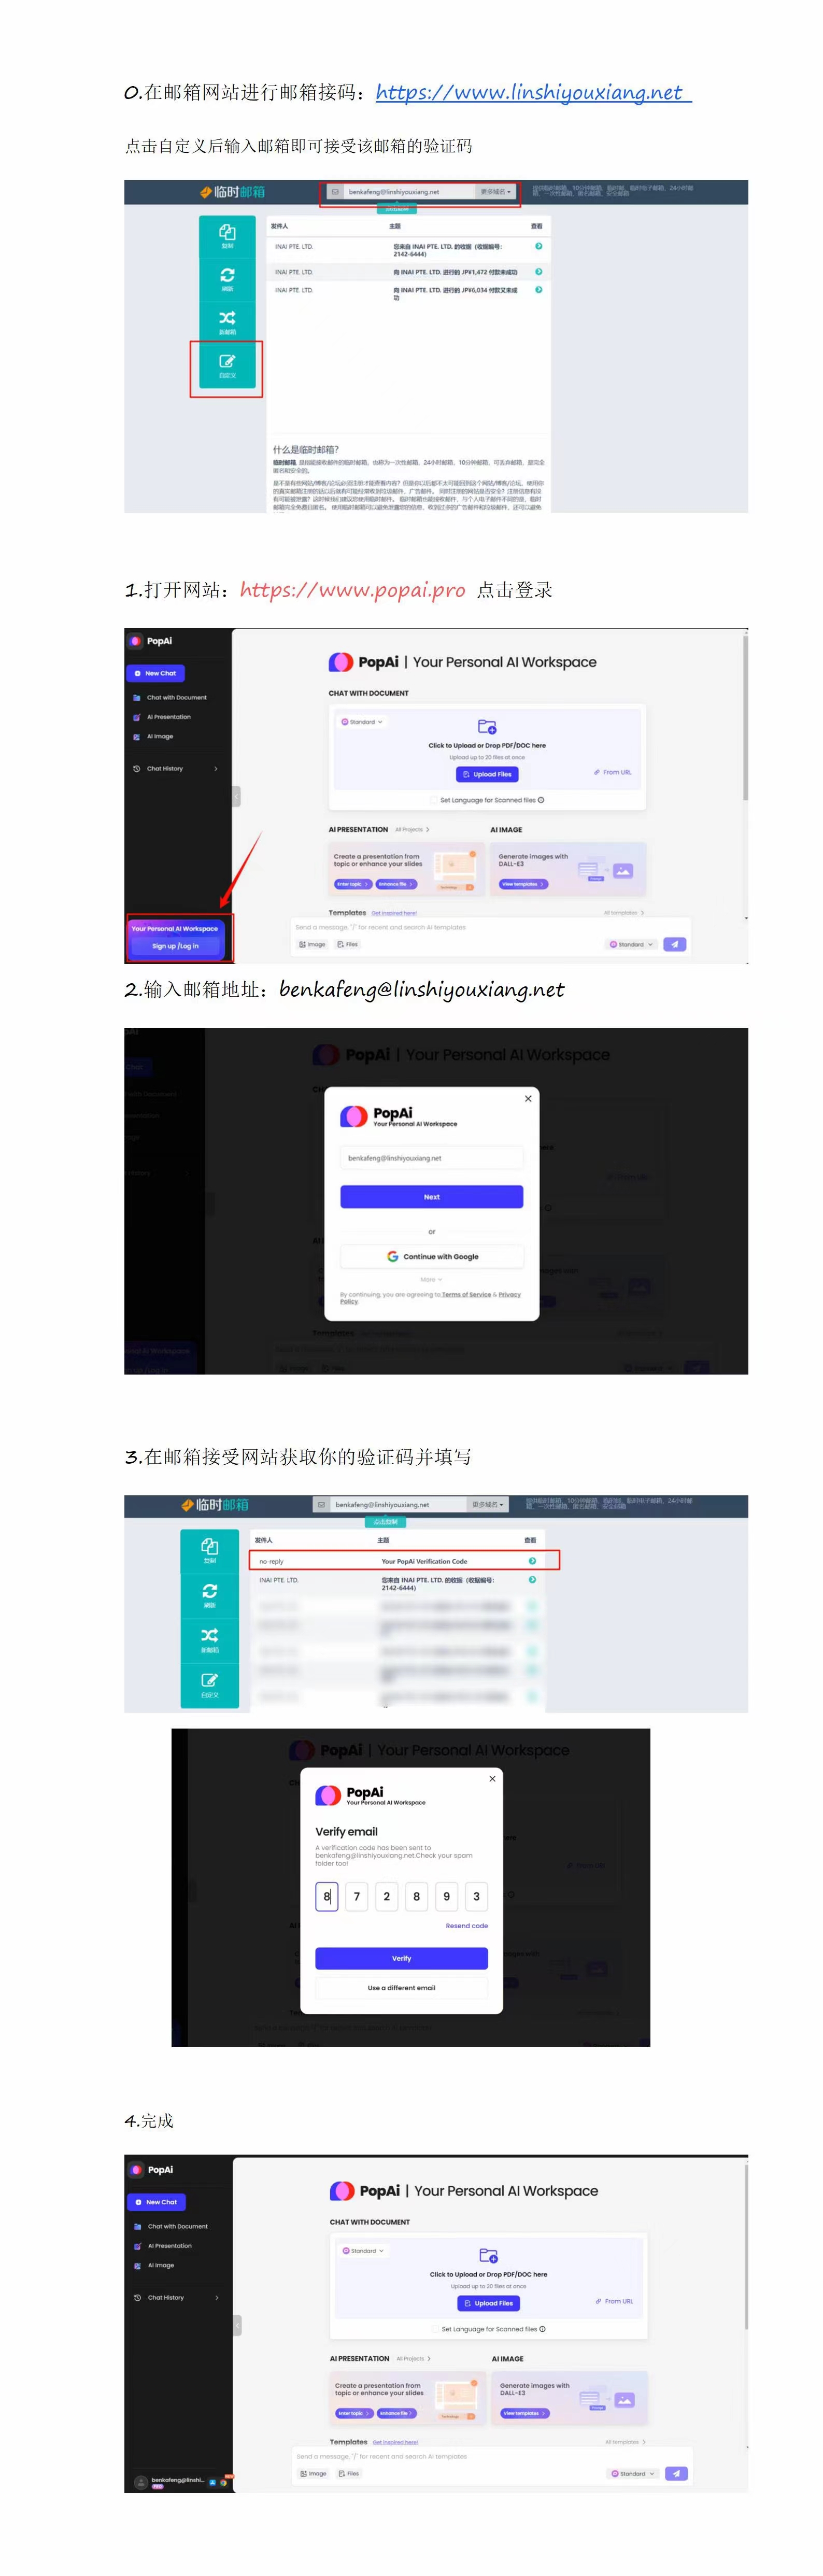 0.在邮箱网站进行邮箱接码：https://www.linshiyouxiang.net
点击自定义后输入邮箱即可接受该邮箱的验证码
临时邮箱
benkafeng@linshiyouxiang.net
更多域名
发件人 主题 查看
复制
INAI PTE. LTD. 您来自 INAI PTE. LTD. 的收据（收据编号：
2142-6444）
刷新
INAI PTE. LTD. 向 INAI PTE. LTD. 进行的 JP¥1,472 付款未成功
INAI PTE. LTD. 向 INAI PTE. LTD. 进行的 JP¥6,034 付款又未成
功
新邮箱
自定义
什么是临时邮箱？
1.打开网站：https://www.popai.pro 点击登录
PopAi
New Chat
Chat with Document
AI Presentation
AI Image
Chat History
PopAi | Your Personal AI Workspace
CHAT WITH DOCUMENT
Standard
Click to Upload or Drop PDF/DOC here
Upload up to 20 files at once
Upload Files
From URL
Set Language for Scanned files
AI PRESENTATION All Projects
AI IMAGE
Create a presentation from
topic or enhance your slides
Enter topic Enhance file
Generate images with
DALL-E3
View templates
Templates Get inspired here!
All templates
Send a message, "/" for recent and search AI templates
Image Files
Standard
Your Personal AI Workspace
Sign up /Log in
2.输入邮箱地址：benkafeng@linshiyouxiang.net
PopAi | Your Personal AI Workspace
PopAi
Your Personal AI Workspace
benkafeng@linshiyouxiang.net
Next
or
Continue with Google
More
By continuing, you are agreeing to Terms of Service & Privacy
Policy
3.在邮箱接受网站获取你的验证码并填写
临时邮箱
benkafeng@linshiyouxiang.net
更多域名
点击复制
发件人 主题 查看
复制
no-reply Your PopAi Verification Code
INAI PTE. LTD. 您来自 INAI PTE. LTD. 的收据（收据编号：
2142-6444）
刷新
新邮箱
自定义
PopAi | Your Personal AI Workspace
PopAi
Your Personal AI Workspace
Verify email
A verification code has been sent to
benkafeng@linshiyouxiang.net.Check your spam
folder too!
8 7 2 8 9 3
Resend code
Verify
Use a different email
4.完成
PopAi
New Chat
Chat with Document
AI Presentation
AI Image
Chat History
PopAi | Your Personal AI Workspace
CHAT WITH DOCUMENT
Standard
Click to Upload or Drop PDF/DOC here
Upload up to 20 files at once
Upload Files
From URL
Set Language for Scanned files
AI PRESENTATION All Projects
AI IMAGE
Create a presentation from
topic or enhance your slides
Enter topic Enhance file
Generate images with
DALL-E3
View templates
Templates Get inspired here!
All templates
Send a message, "/" for recent and search AI templates
Image Files
Standard
benkafeng@linshi...
PRO